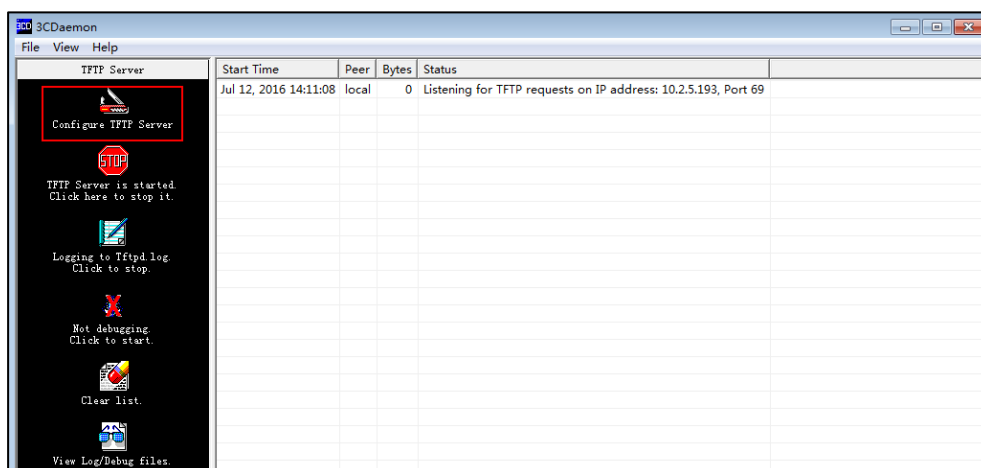 3CD 3CDaemon
File View Help
TFTP Server
Configure TFTP Server
STOP
TFTP Server is started.
Click here to stop it.
Logging to Tftpd.log.
Click to stop.
Not debugging.
Click to start.
Clear list.
View Log/Debug files.
Start Time Peer Bytes Status
Jul 12, 2016 14:11:08 local 0 Listening for TFTP requests on IP address: 10.2.5.193, Port 69